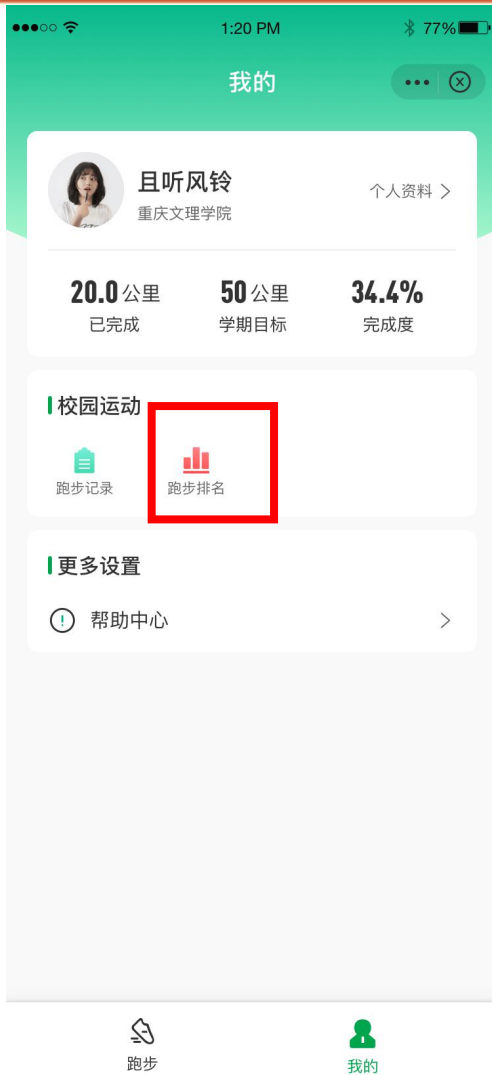 1:20 PM
77%
我的
且听风铃
重庆文理学院
个人资料
20.0公里
50公里
34.4%
已完成
学期目标
完成度
校园运动
跑步记录
跑步排名
更多设置
帮助中心
跑步
我的